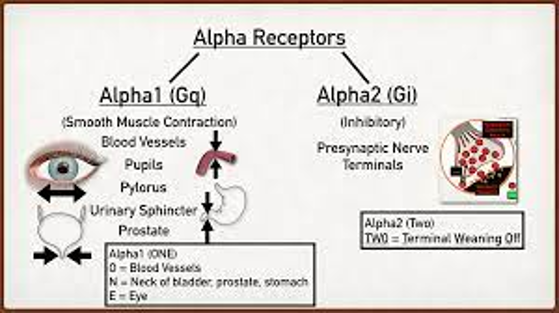 Alpha Receptors
Alpha1 (Gq)
(Smooth Muscle Contraction)
Blood Vessels
Pupils
Pylorus
Urinary Sphincter
Prostate
Alpha1 (ONE)
O = Blood Vessels
N = Neck of bladder, prostate, stomach
E = Eye
Alpha2 (Gi)
(Inhibitory)
Presynaptic Nerve
Terminals
Alpha2 (Two)
TWO = Terminal Weaning Off